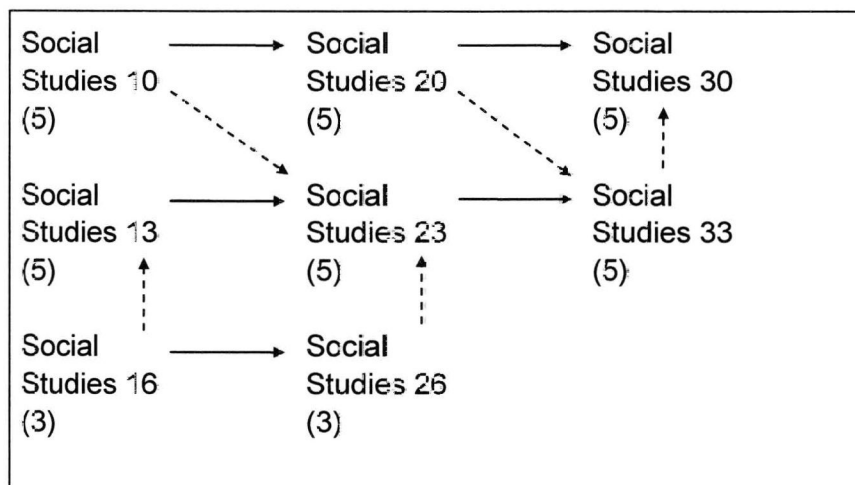 Social
Studies 10
(5)
Social
Studies 20
(5)
Social
Studies 30
(5)
Social
Studies 13
(5)
Social
Studies 23
(5)
Social
Studies 33
(5)
Social
Studies 16
(3)
Social
Studies 26
(3)